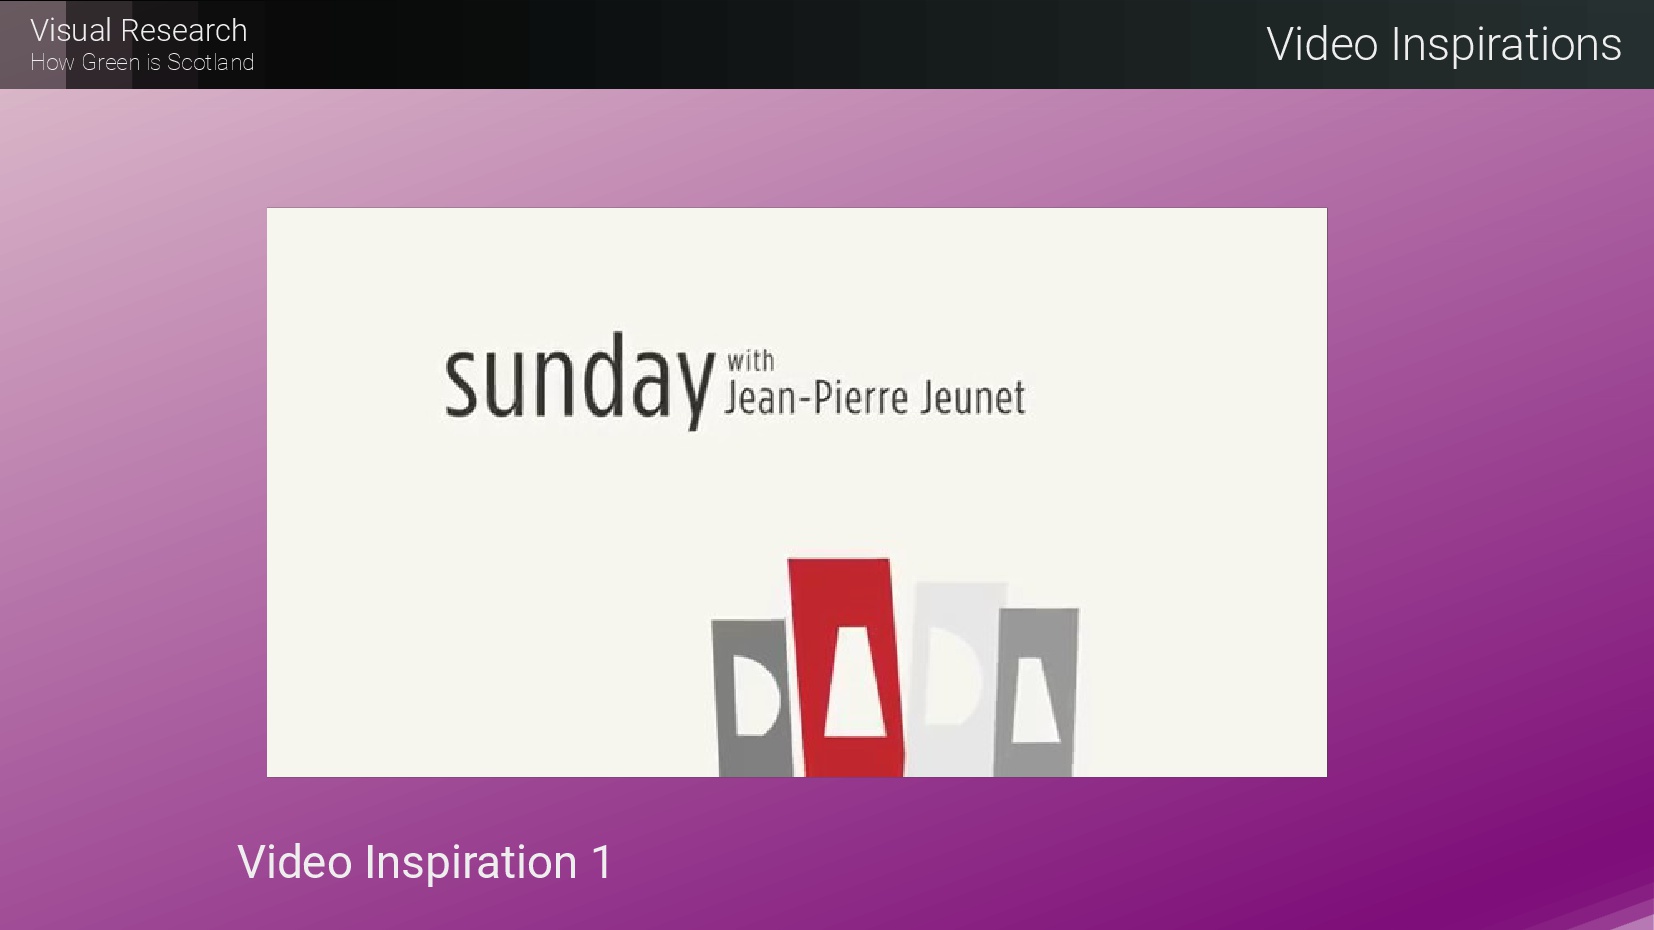 Visual Research
How Green is Scotland
Video Inspirations
sunday with
Jean-Pierre Jeunet
DADA
Video Inspiration 1